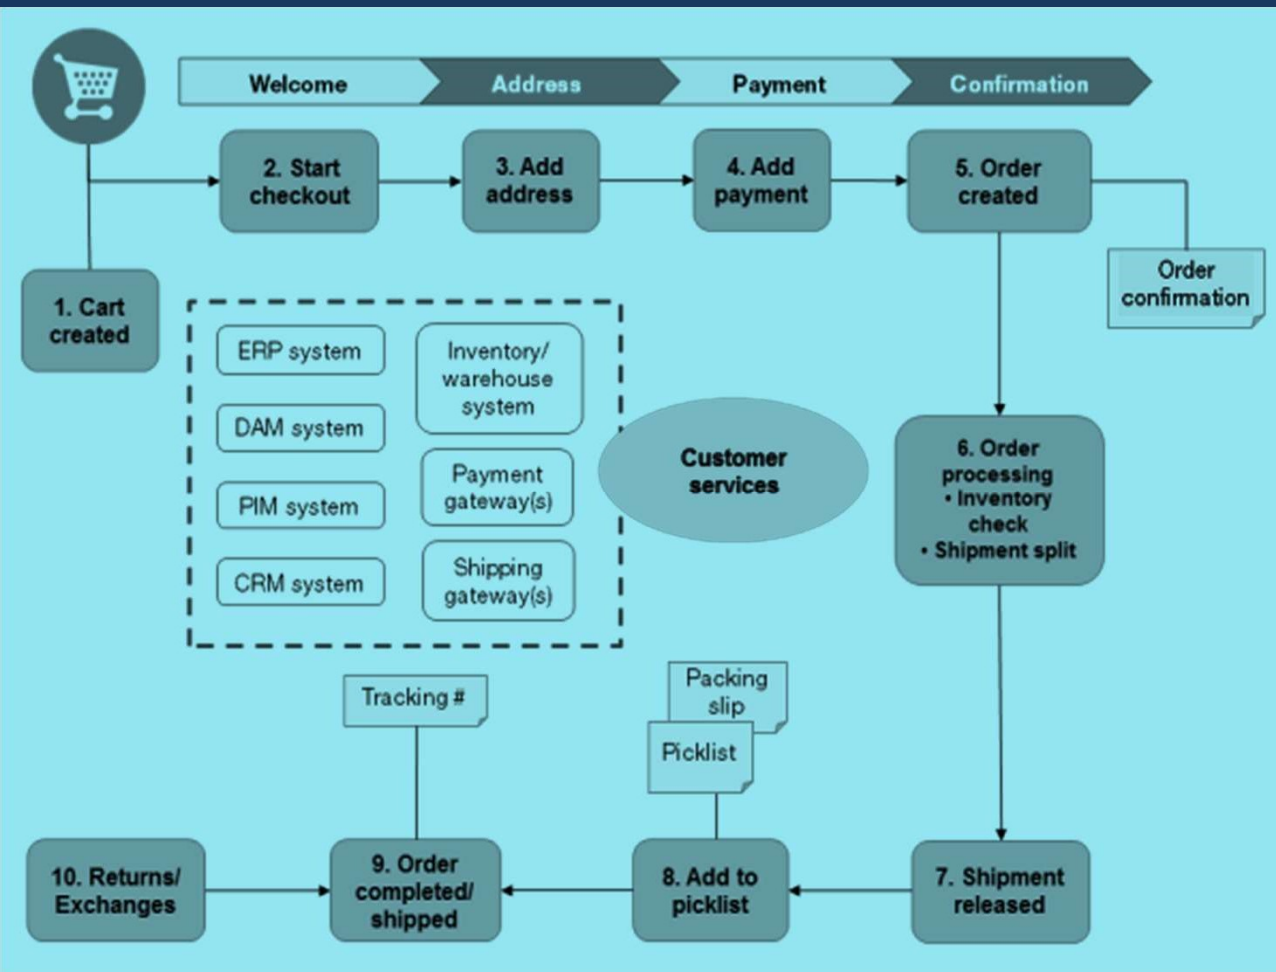 Welcome
Address
Payment
Confirmation
2. Start
checkout
3. Add
address
4. Add
payment
5. Order
created
Order
confirmation
1. Cart
created
ERP system
DAM system
PIM system
CRM system
Inventory/
warehouse
system
Payment
gateway(s)
Shipping
gateway(s)
Customer
services
6. Order
processing
• Inventory
check
• Shipment split
Tracking #
Packing
slip
Picklist
10. Returns/
Exchanges
9. Order
completed/
shipped
8. Add to
picklist
7. Shipment
released